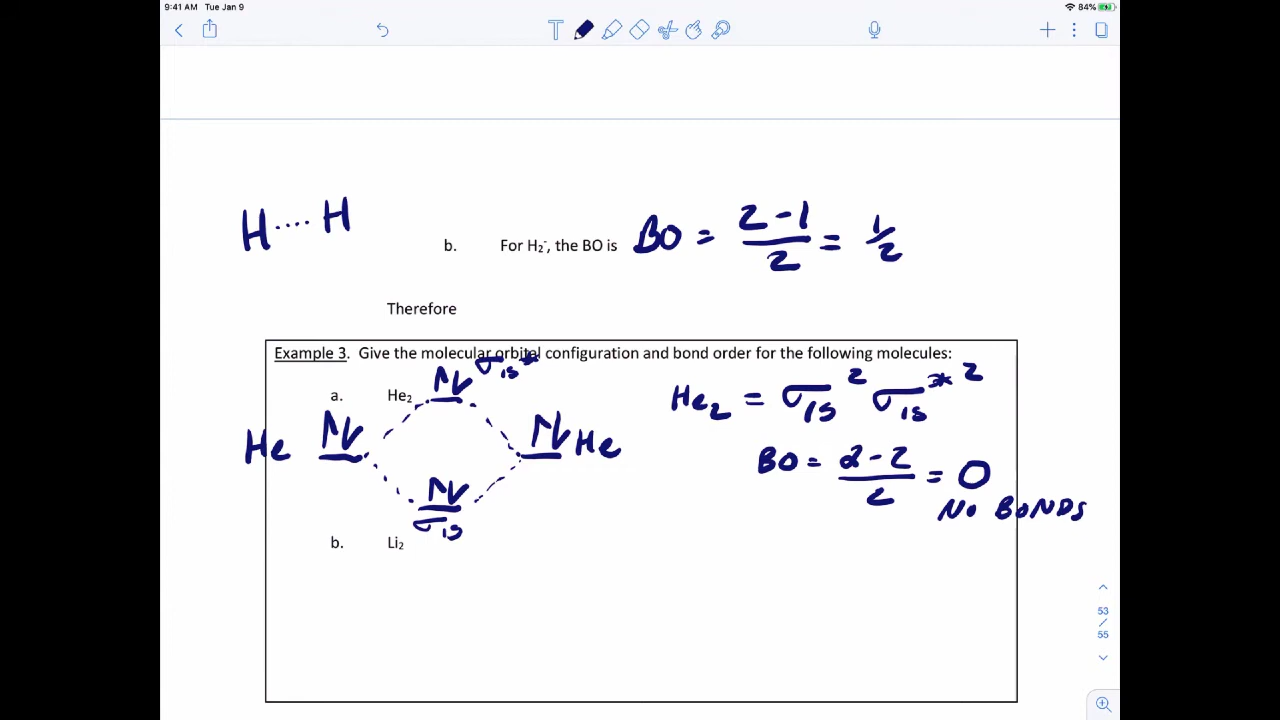 9:41 AM Tue Jan 9
84%
H····H
b. For H₂⁻, the BO is BO = 2-1/2 = 1/2
Therefore
Example 3. Give the molecular orbital configuration and bond order for the following molecules:
σ1s*
a. He₂
He₂ = σ1s² σ1s*²
He
He
BO = 2-2/2 = 0
NO BONDS
σ1s
b. Li₂
53
/
55